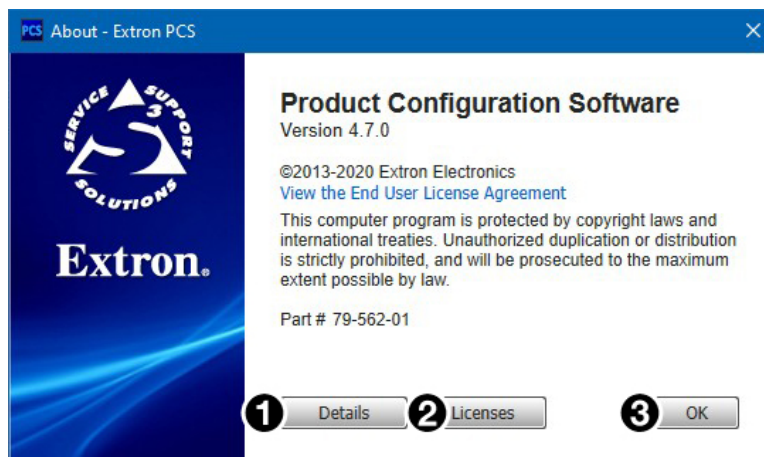 PCS About - Extron PCS
SERVICE SUPPORT SOLUTIONS
3
Extron®
Product Configuration Software
Version 4.7.0
©2013-2020 Extron Electronics
View the End User License Agreement
This computer program is protected by copyright laws and
international treaties. Unauthorized duplication or distribution
is strictly prohibited, and will be prosecuted to the maximum
extent possible by law.
Part # 79-562-01
1 Details 2 Licenses 3 OK